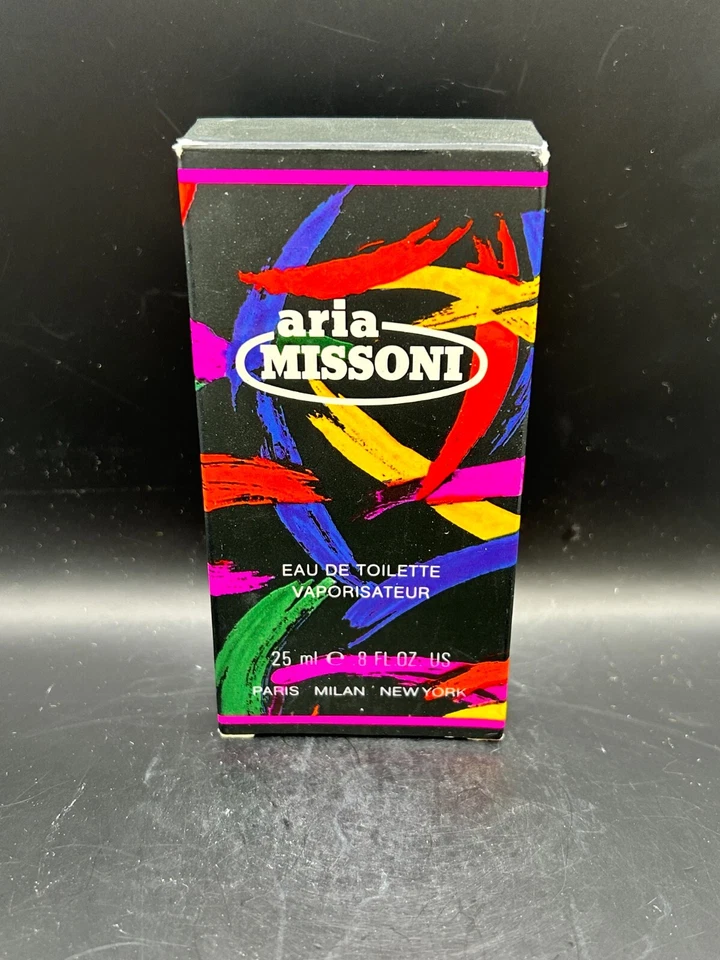 aria
MISSONI
EAU DE TOILETTE
VAPORISATEUR
25 ml ℮ .8 FL.OZ. US
PARIS MILAN NEW YORK